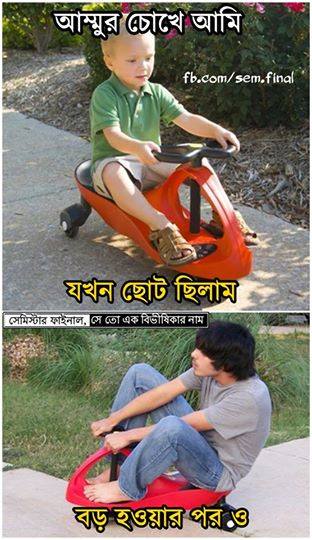 আম্মুর চোখে আমি
fb.com/sem.final
যখন ছোট ছিলাম
সেমিস্টার ফাইনাল, সে তো এক বিভীষিকার নাম
বড় হওয়ার পর ও